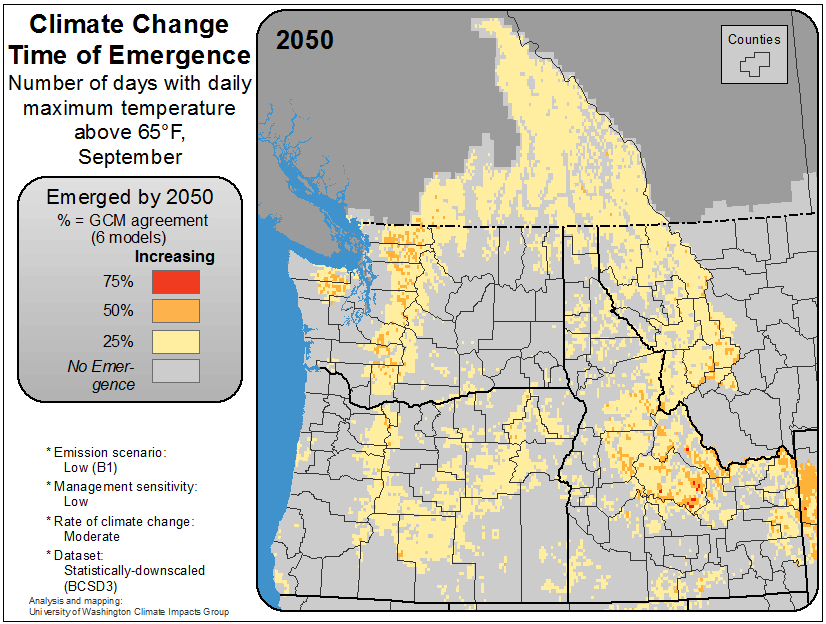 Climate Change
Time of Emergence
Number of days with daily
maximum temperature
above 65°F,
September
2050
Counties
Emerged by 2050
% = GCM agreement
(6 models)
Increasing
75%
50%
25%
No Emer-
gence
* Emission scenario:
Low (B1)
* Management sensitivity:
Low
* Rate of climate change:
Moderate
* Dataset:
Statistically-downscaled
(BCSD3)
Analysis and mapping:
University of Washington Climate Impacts Group